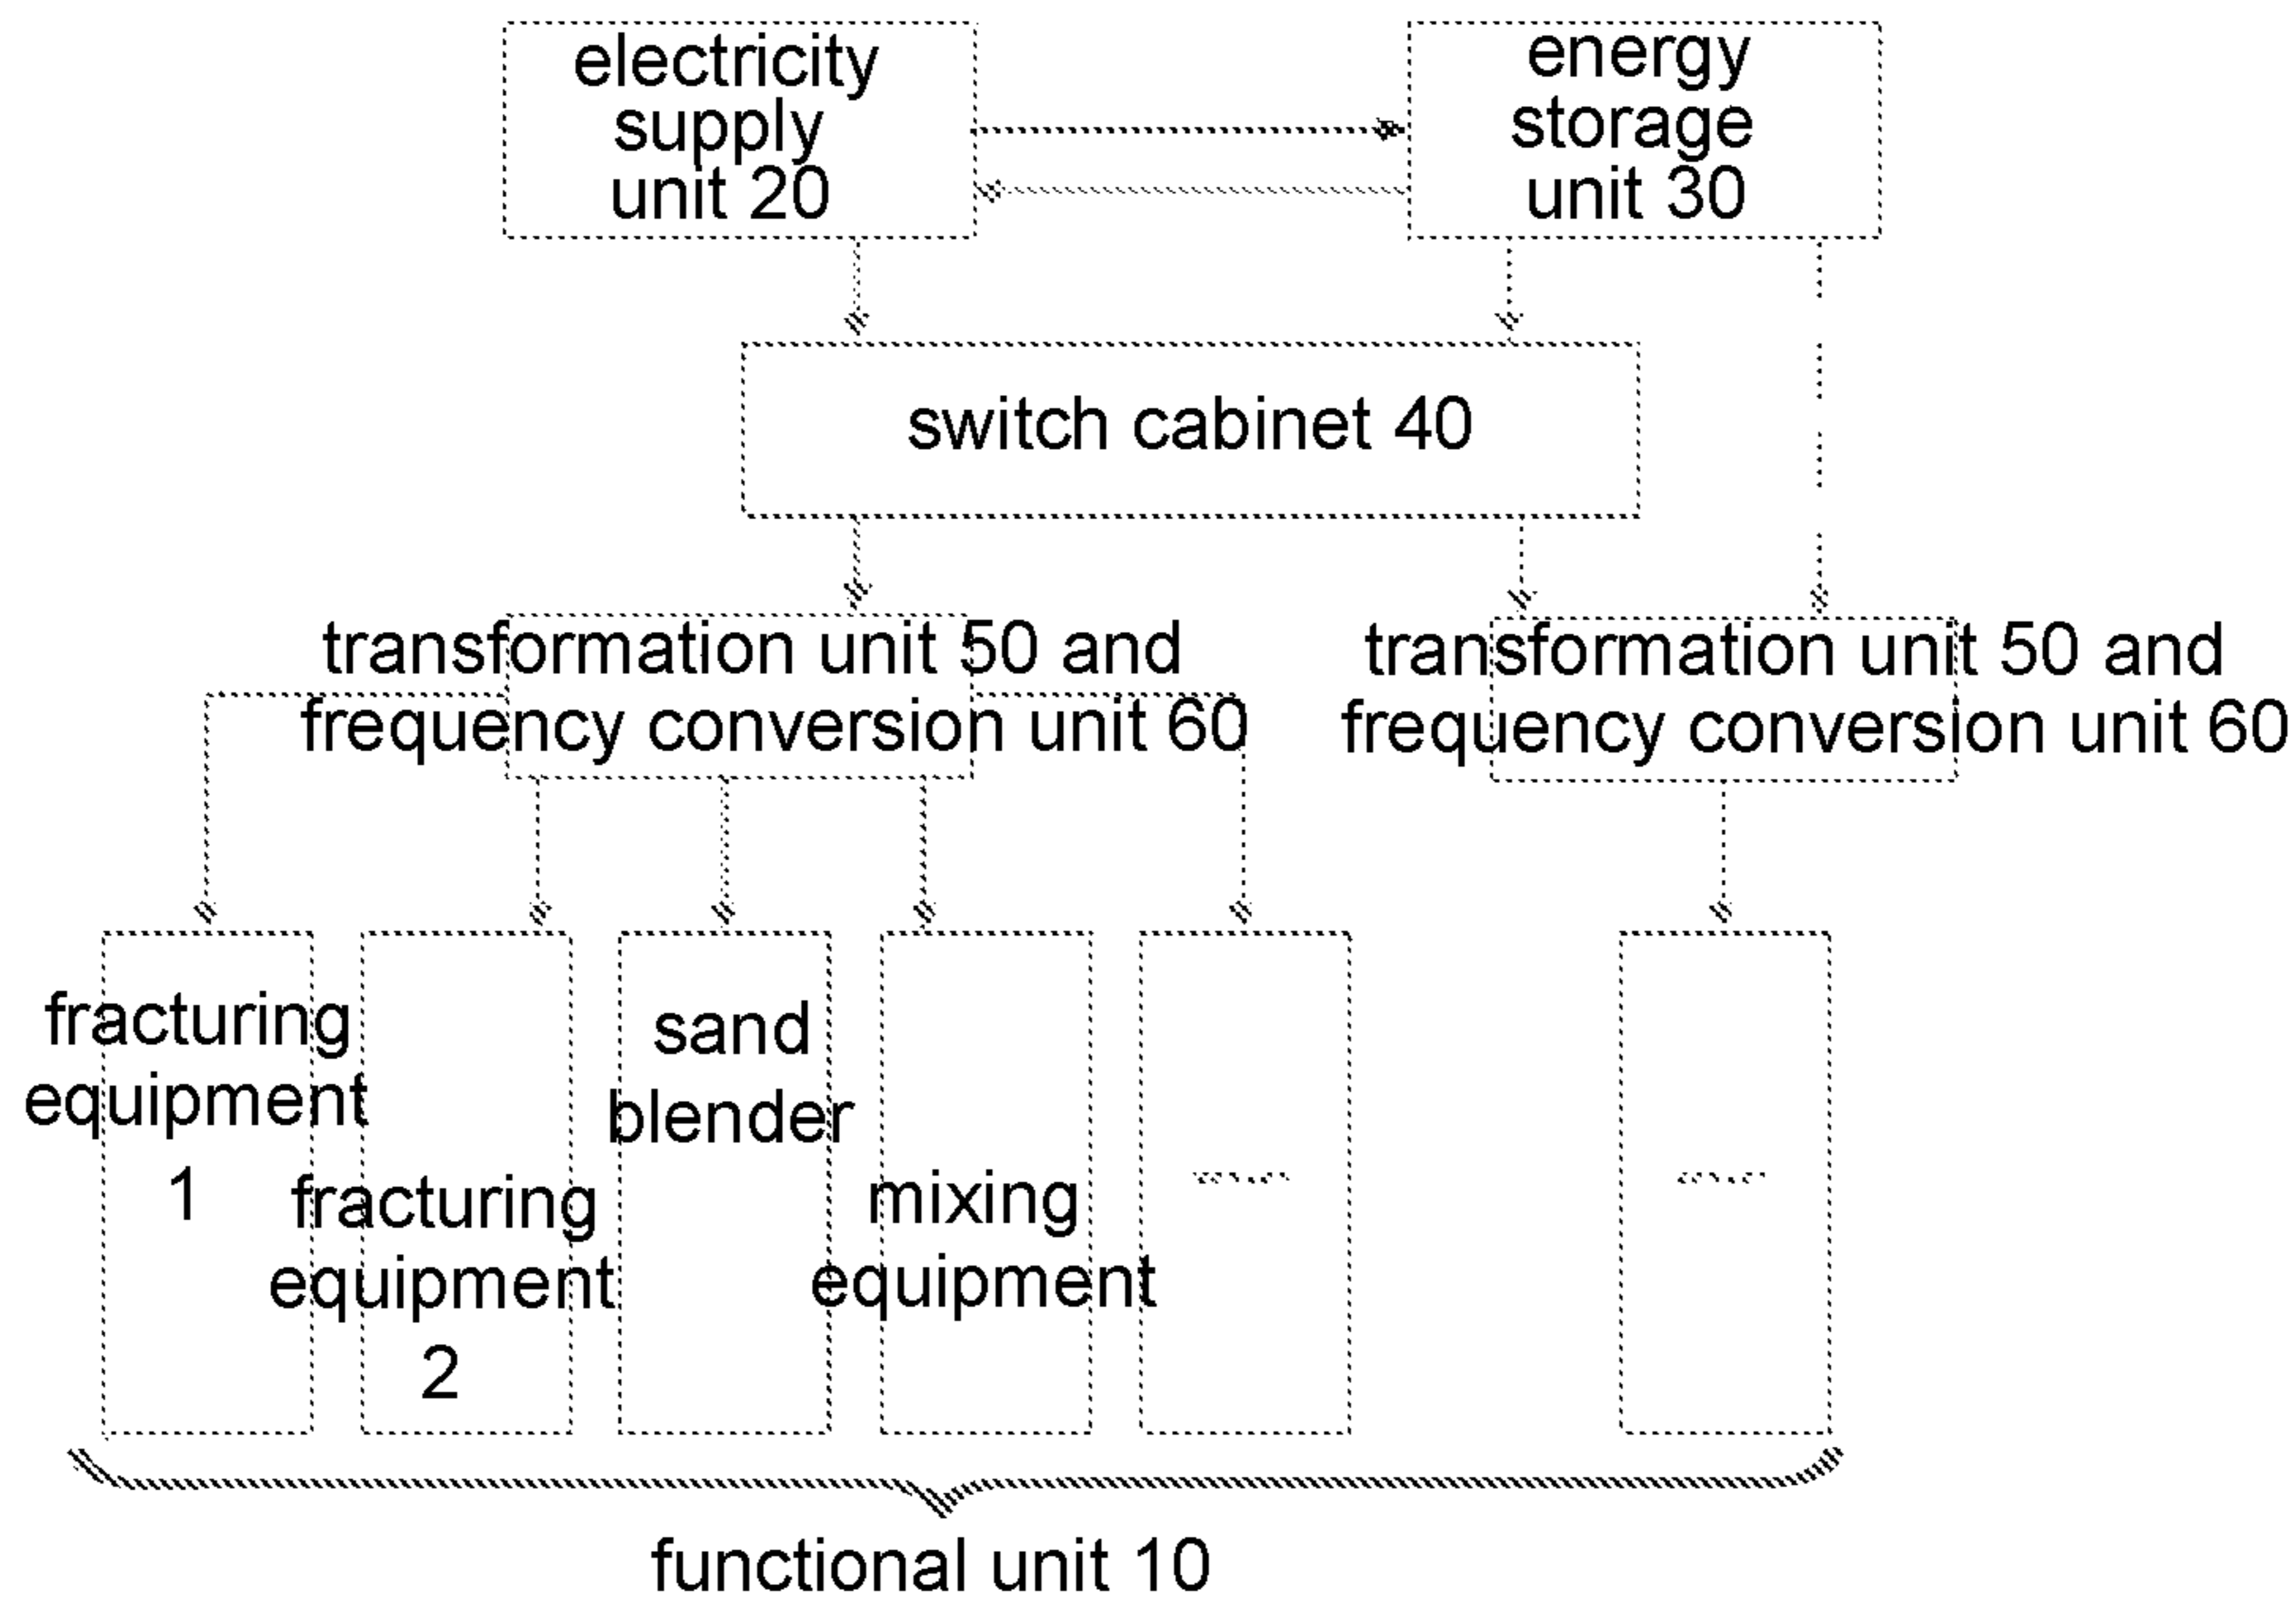 electricity
supply
unit 20
energy
storage
unit 30
switch cabinet 40
transformation unit 50 and
frequency conversion unit 60
transformation unit 50 and
frequency conversion unit 60
fracturing
equipment
1
fracturing
equipment
2
sand
blender
mixing
equipment
......
......
functional unit 10